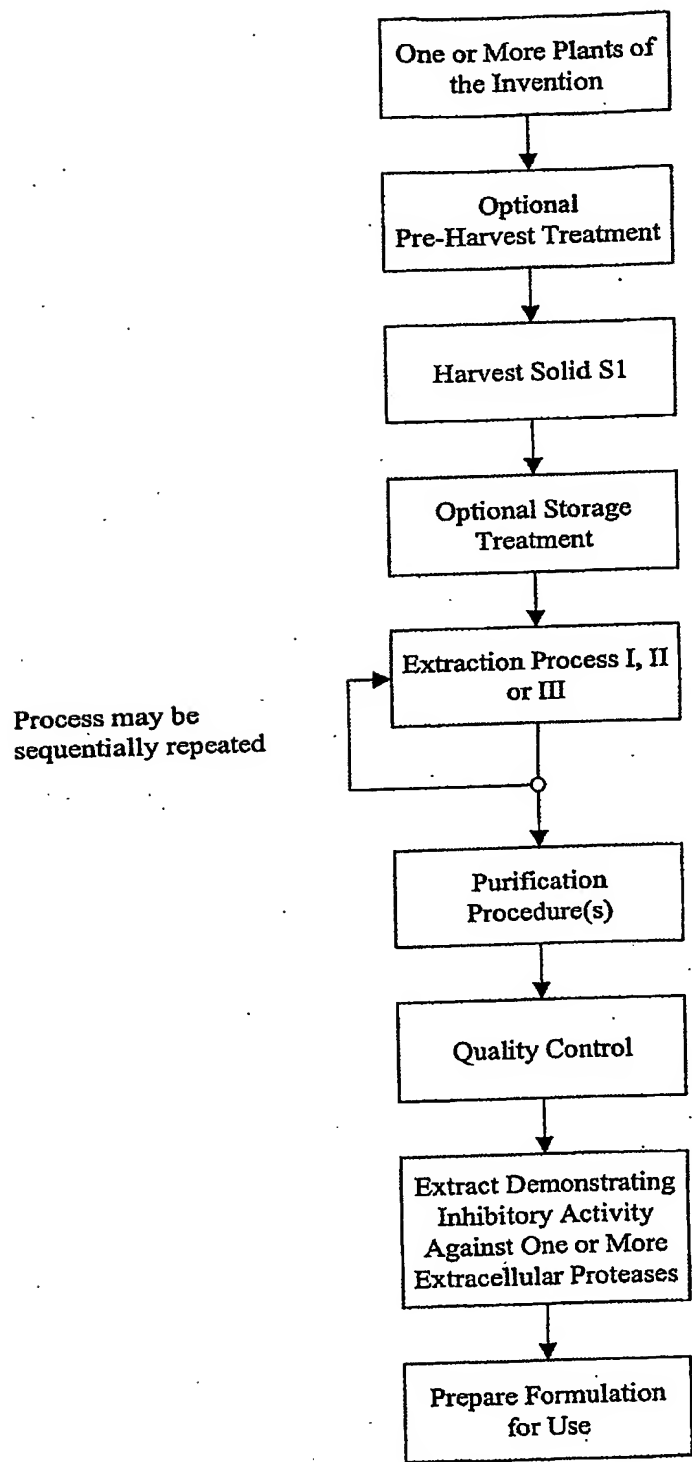 One or More Plants of
the Invention
Optional
Pre-Harvest Treatment
Harvest Solid S1
Optional Storage
Treatment
Extraction Process I, II
or III
Process may be
sequentially repeated
Purification
Procedure(s)
Quality Control
Extract Demonstrating
Inhibitory Activity
Against One or More
Extracellular Proteases
Prepare Formulation
for Use